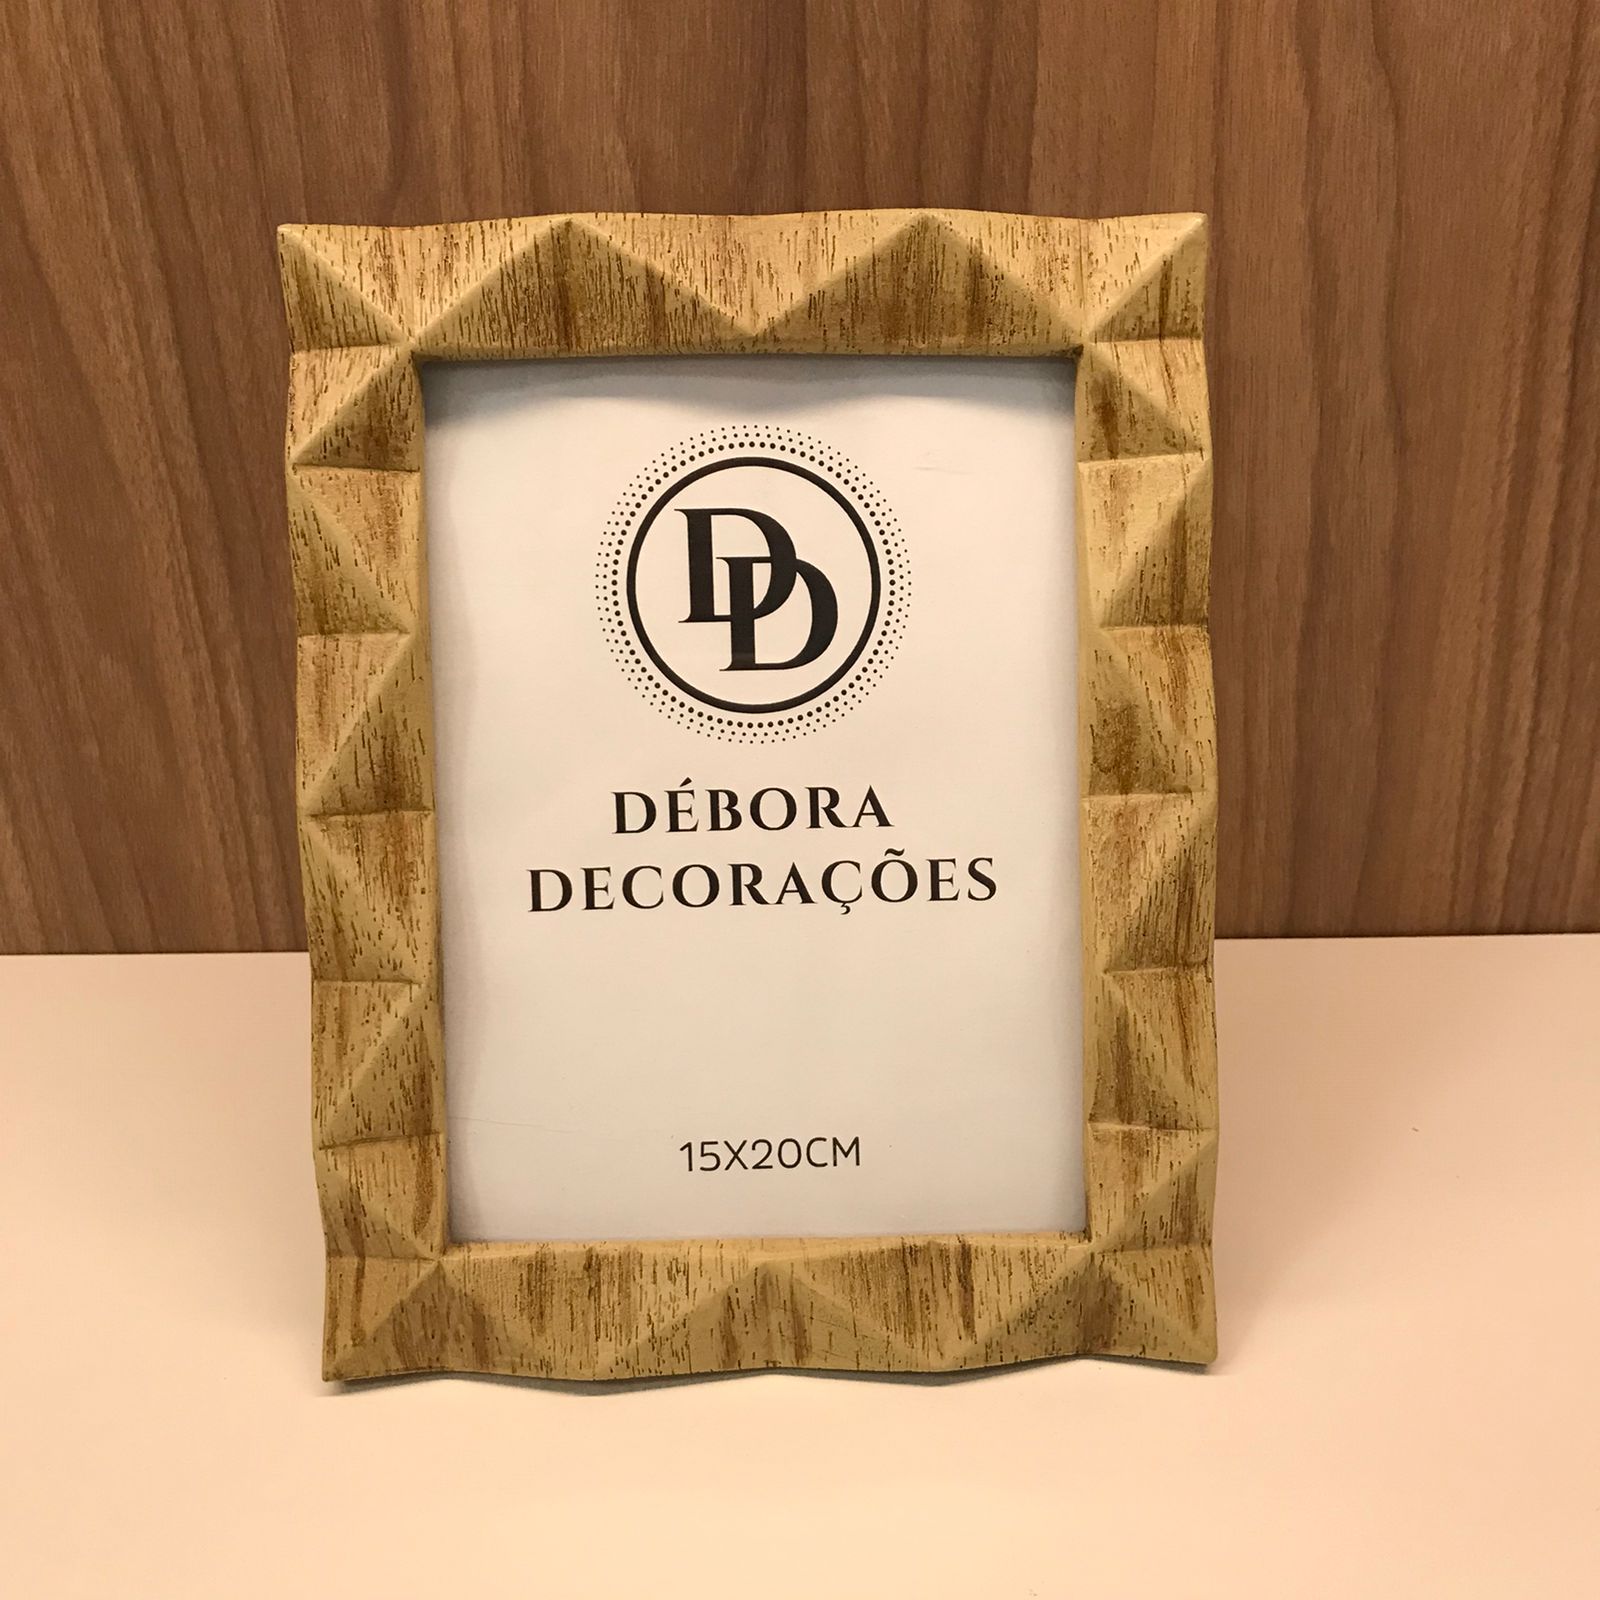 DD
DÉBORA
DECORAÇÕES
15X20CM